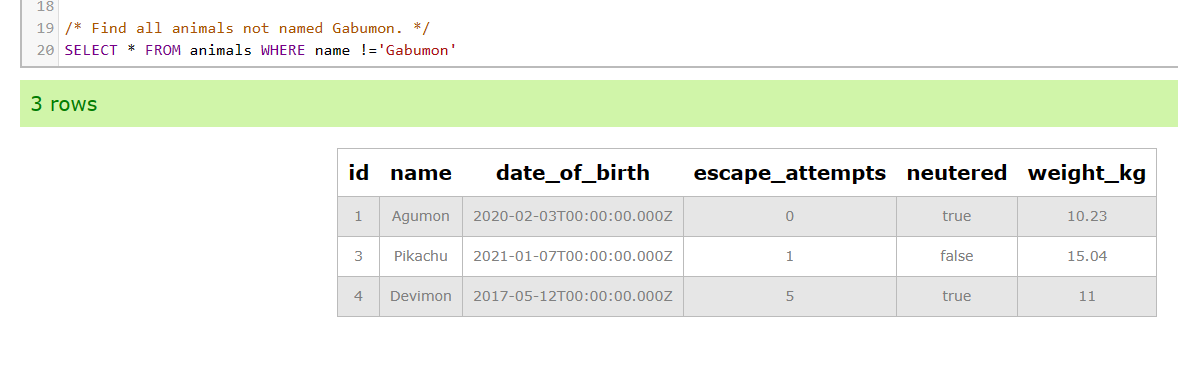 18
19 /* Find all animals not named Gabumon. */
20 SELECT * FROM animals WHERE name !='Gabumon'
3 rows
id name date_of_birth escape_attempts neutered weight_kg
1 Agumon 2020-02-03T00:00:00.000Z 0 true 10.23
3 Pikachu 2021-01-07T00:00:00.000Z 1 false 15.04
4 Devimon 2017-05-12T00:00:00.000Z 5 true 11